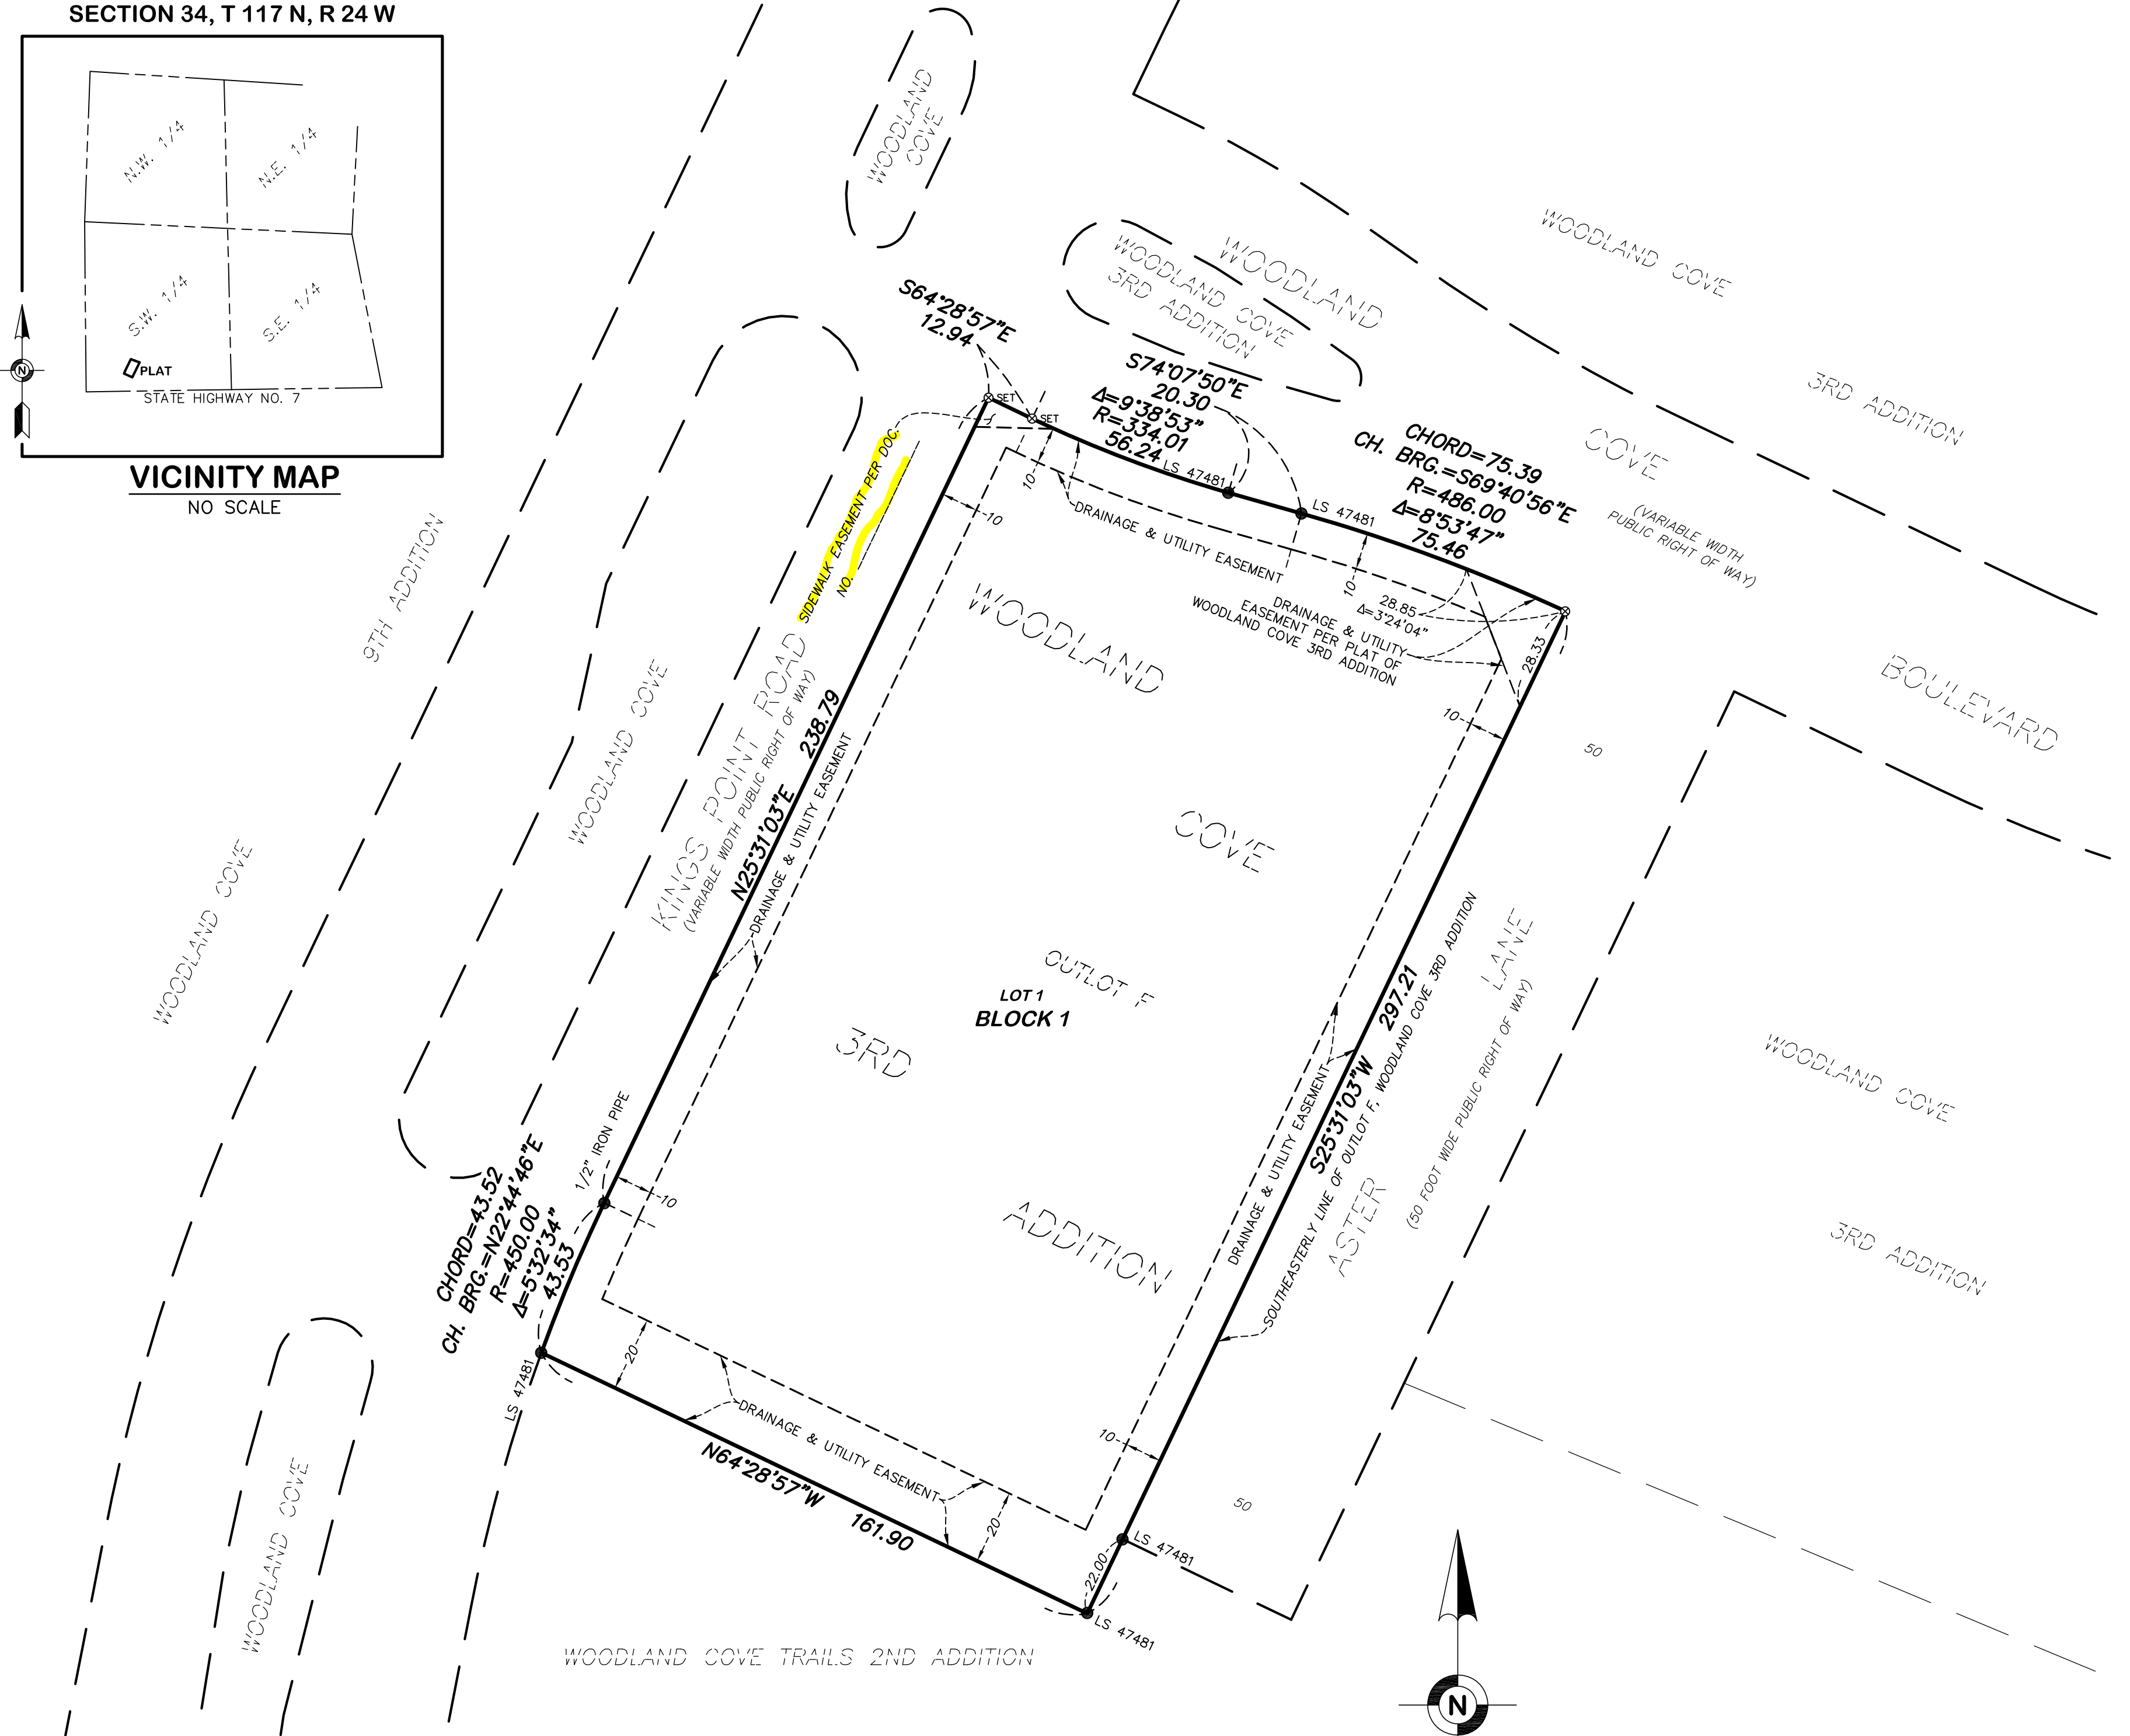 SECTION 34, T 117 N, R 24 W
N.W. 1/4
N.E. 1/4
S.W. 1/4
S.E. 1/4
PLAT
STATE HIGHWAY NO. 7
N
VICINITY MAP
NO SCALE
WOODLAND
COVE
WOODLAND COVE
3RD ADDITION
WOODLAND
COVE
BOULEVARD
(VARIABLE WIDTH
PUBLIC RIGHT OF WAY)
WOODLAND COVE
3RD ADDITION
S64°28'57"E
12.94
SET
SET
S74°07'50"E
20.30
Δ=9°38'53"
R=334.01
56.24
LS 47481
LS 47481
CHORD=75.39
CH. BRG.=S69°40'56"E
R=486.00
Δ=8°53'47"
75.46
SIDEWALK EASEMENT PER DOC.
NO.
10
10
10
DRAINAGE & UTILITY EASEMENT
28.85
Δ=3°24'04"
DRAINAGE & UTILITY
EASEMENT PER PLAT OF
WOODLAND COVE 3RD ADDITION
28.33
10
50
9TH ADDITION
WOODLAND COVE
WOODLAND COVE
KINGS POINT ROAD
(VARIABLE WIDTH PUBLIC RIGHT OF WAY)
N25°31'03"E 238.79
DRAINAGE & UTILITY EASEMENT
WOODLAND
COVE
OUTLOT F
LOT 1
BLOCK 1
3RD
ADDITION
DRAINAGE & UTILITY EASEMENT
S25°31'03"W 297.21
SOUTHEASTERLY LINE OF OUTLOT F, WOODLAND COVE 3RD ADDITION
ASTER LANE
(50 FOOT WIDE PUBLIC RIGHT OF WAY)
WOODLAND COVE
3RD ADDITION
1/2" IRON PIPE
10
CHORD=43.52
CH. BRG.=N22°44'46"E
R=450.00
Δ=5°32'34"
43.53
LS 47481
20
DRAINAGE & UTILITY EASEMENT
20
10
N64°28'57"W 161.90
22.00
LS 47481
LS 47481
50
WOODLAND COVE
WOODLAND COVE TRAILS 2ND ADDITION
N